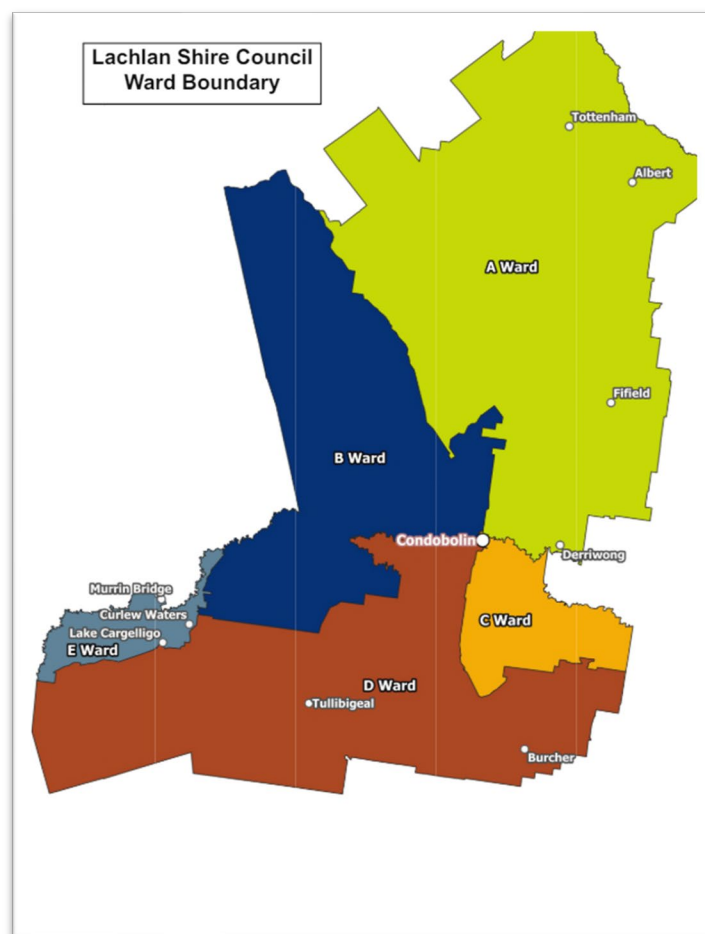 Lachlan Shire Council
Ward Boundary
Tottenham
Albert
A Ward
Fifield
B Ward
Condobolin
Derriwong
Murrin Bridge
Curlew Waters
Lake Cargelligo
E Ward
C Ward
D Ward
Tullibigeal
Burcher